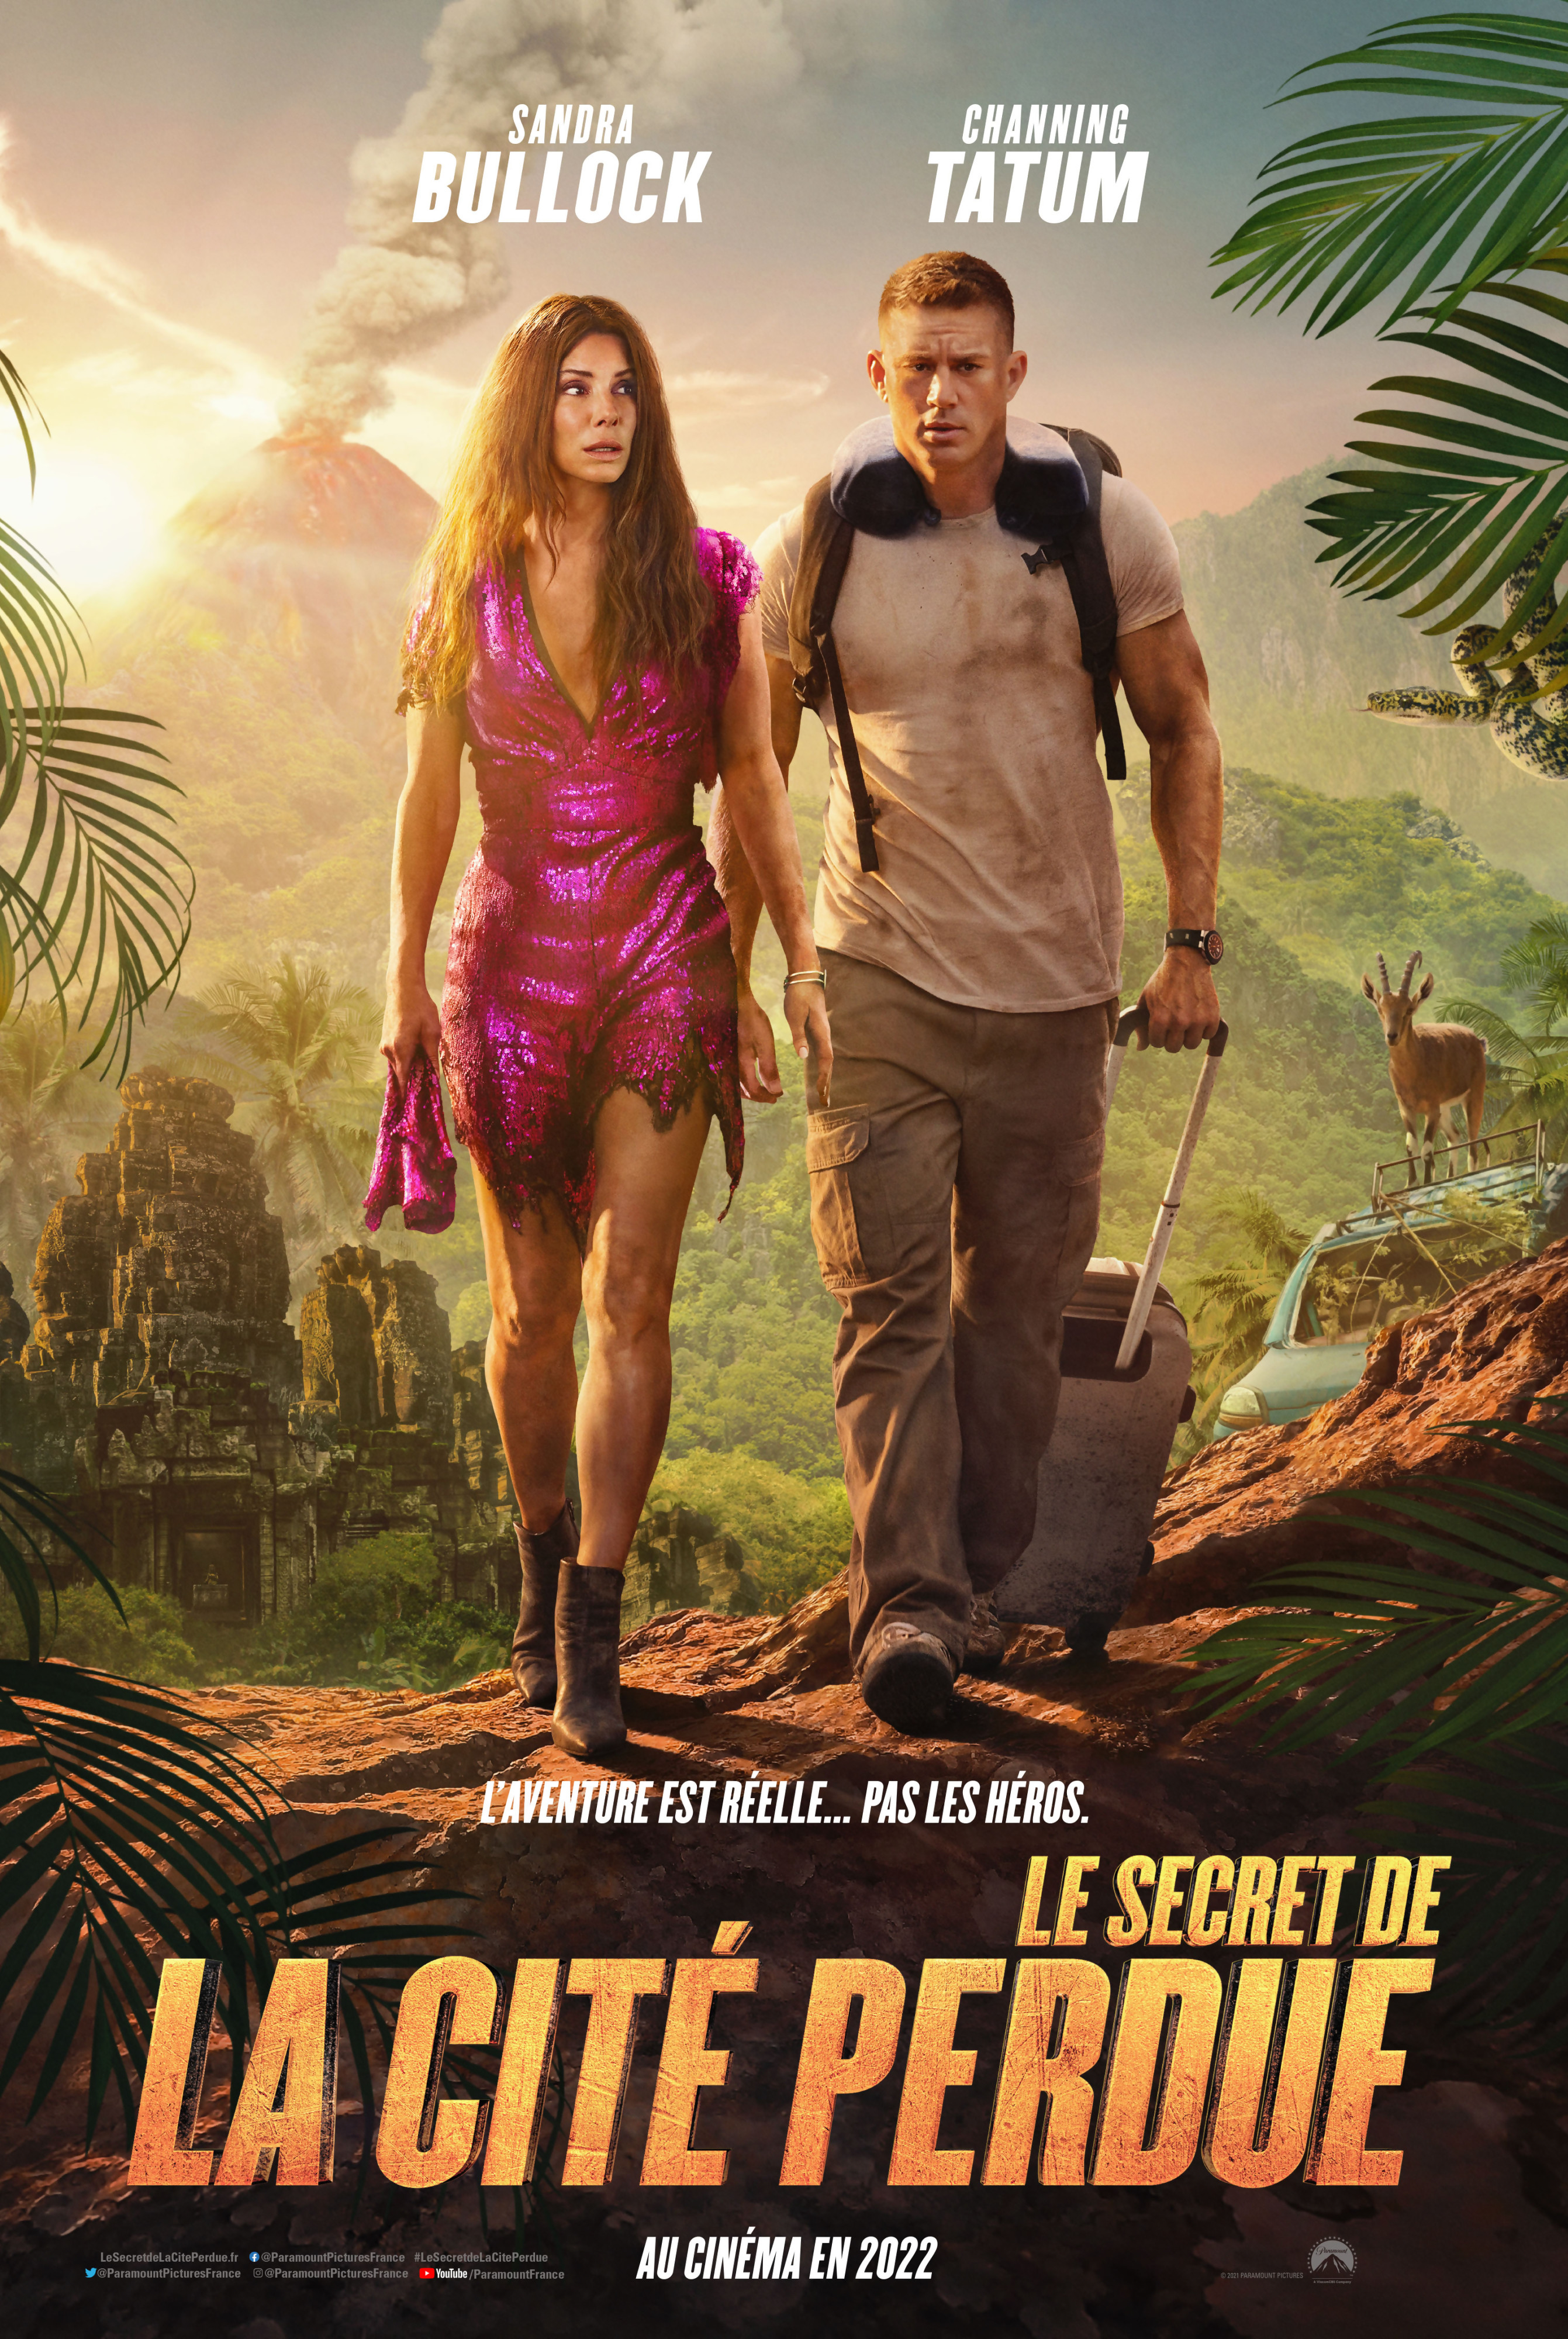 SANDRA
BULLOCK
CHANNING
TATUM
L'AVENTURE EST RÉELLE... PAS LES HÉROS.
LE SECRET DE
LA CITÉ PERDUE
AU CINÉMA EN 2022
LeSecretdeLaCitePerdue.fr @ParamountPicturesFrance #LeSecretdeLaCitePerdue
@ParamountPicturesFrance @ParamountPicturesFrance YouTube /ParamountFrance
© 2021 PARAMOUNT PICTURES
Paramount